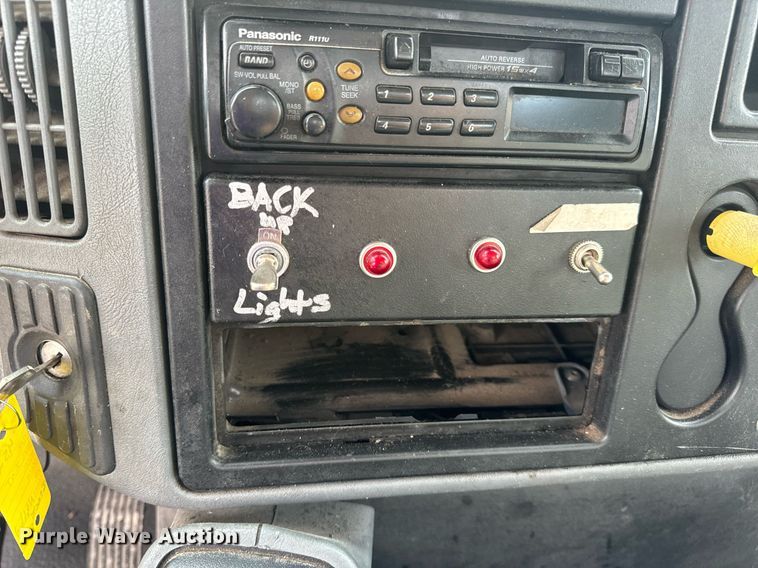 Panasonic R111U
AUTO PRESET
BAND
SW-VOL PULL BAL
MONO /ST
TUNE SEEK
BASS
FADER
AUTO REVERSE
HIGH POWER 15W×4
1 2 3
4 5 6
BACK
UP
ON
Lights
Purple Wave Auction